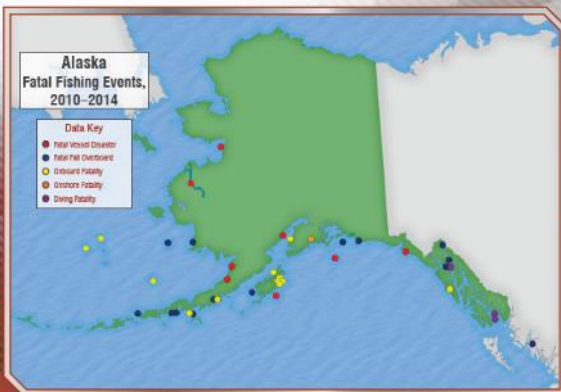 Alaska
Fatal Fishing Events,
2010–2014
Data Key
Fatal Vessel Disaster
Fatal Fall Overboard
Onboard Fatality
Onshore Fatality
Diving Fatality